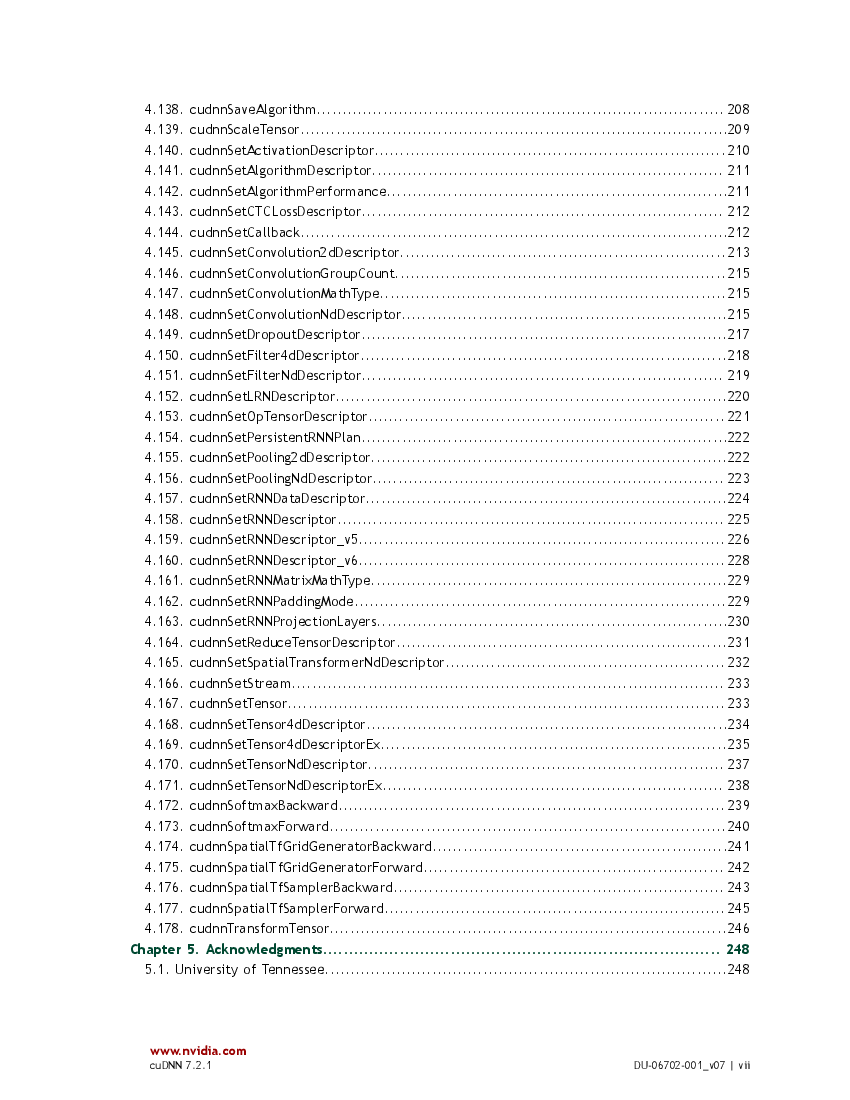 4.138. cudnnSaveAlgorithm................................................................................ 208
4.139. cudnnScaleTensor...................................................................................209
4.140. cudnnSetActivationDescriptor.....................................................................210
4.141. cudnnSetAlgorithmDescriptor..................................................................... 211
4.142. cudnnSetAlgorithmPerformance...................................................................211
4.143. cudnnSetCTCLossDescriptor....................................................................... 212
4.144. cudnnSetCallback...................................................................................212
4.145. cudnnSetConvolution2dDescriptor................................................................213
4.146. cudnnSetConvolutionGroupCount................................................................. 215
4.147. cudnnSetConvolutionMathType.................................................................... 215
4.148. cudnnSetConvolutionNdDescriptor................................................................215
4.149. cudnnSetDropoutDescriptor....................................................................... 217
4.150. cudnnSetFilter4dDescriptor....................................................................... 218
4.151. cudnnSetFilterNdDescriptor....................................................................... 219
4.152. cudnnSetLRNDescriptor............................................................................220
4.153. cudnnSetOpTensorDescriptor......................................................................221
4.154. cudnnSetPersistentRNNPlan....................................................................... 222
4.155. cudnnSetPooling2dDescriptor..................................................................... 222
4.156. cudnnSetPoolingNdDescriptor..................................................................... 223
4.157. cudnnSetRNNDataDescriptor...................................................................... 224
4.158. cudnnSetRNNDescriptor............................................................................ 225
4.159. cudnnSetRNNDescriptor_v5........................................................................ 226
4.160. cudnnSetRNNDescriptor_v6........................................................................ 228
4.161. cudnnSetRNNMatrixMathType..................................................................... 229
4.162. cudnnSetRNNPaddingMode.........................................................................229
4.163. cudnnSetRNNProjectionLayers.................................................................... 230
4.164. cudnnSetReduceTensorDescriptor.................................................................231
4.165. cudnnSetSpatialTransformerNdDescriptor....................................................... 232
4.166. cudnnSetStream..................................................................................... 233
4.167. cudnnSetTensor......................................................................................233
4.168. cudnnSetTensor4dDescriptor...................................................................... 234
4.169. cudnnSetTensor4dDescriptorEx....................................................................235
4.170. cudnnSetTensorNdDescriptor...................................................................... 237
4.171. cudnnSetTensorNdDescriptorEx................................................................... 238
4.172. cudnnSoftmaxBackward............................................................................ 239
4.173. cudnnSoftmaxForward..............................................................................240
4.174. cudnnSpatialTfGridGeneratorBackward..........................................................241
4.175. cudnnSpatialTfGridGeneratorForward............................................................242
4.176. cudnnSpatialTfSamplerBackward................................................................. 243
4.177. cudnnSpatialTfSamplerForward...................................................................245
4.178. cudnnTransformTensor..............................................................................246
Chapter 5. Acknowledgments.............................................................................. 248
5.1. University of Tennessee...............................................................................248
www.nvidia.com
cuDNN 7.2.1 DU-06702-001_v07 | vii